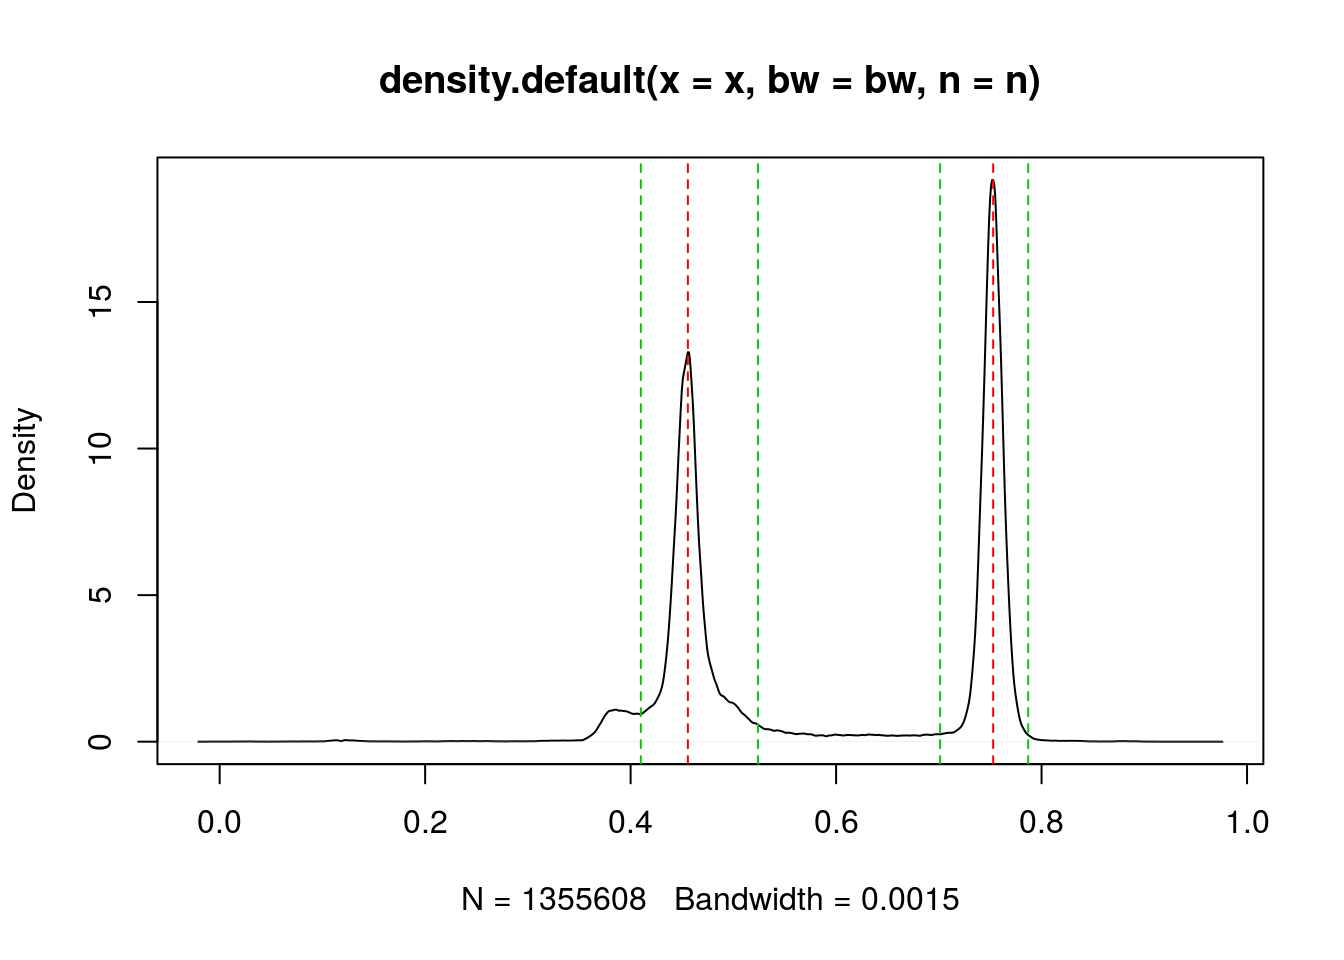 density.default(x = x, bw = bw, n = n)
Density
15
10
5
0
0.0 0.2 0.4 0.6 0.8 1.0
N = 1355608 Bandwidth = 0.0015